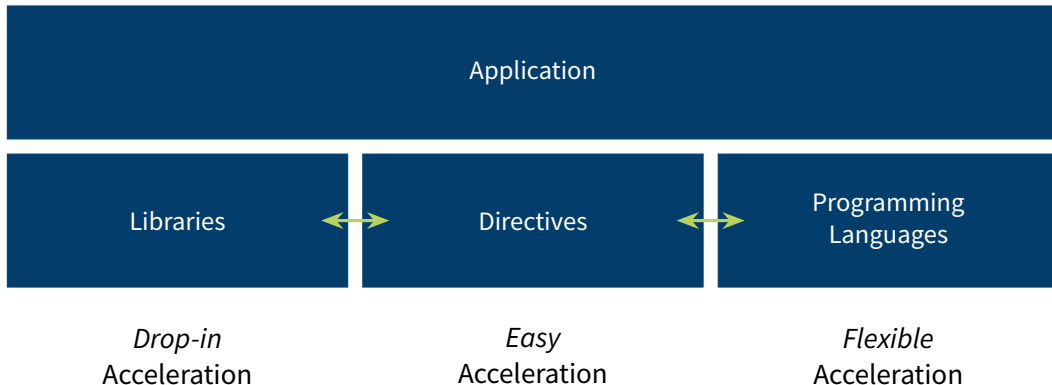 Application
Libraries
Directives
Programming
Languages
Drop-in
Acceleration
Easy
Acceleration
Flexible
Acceleration